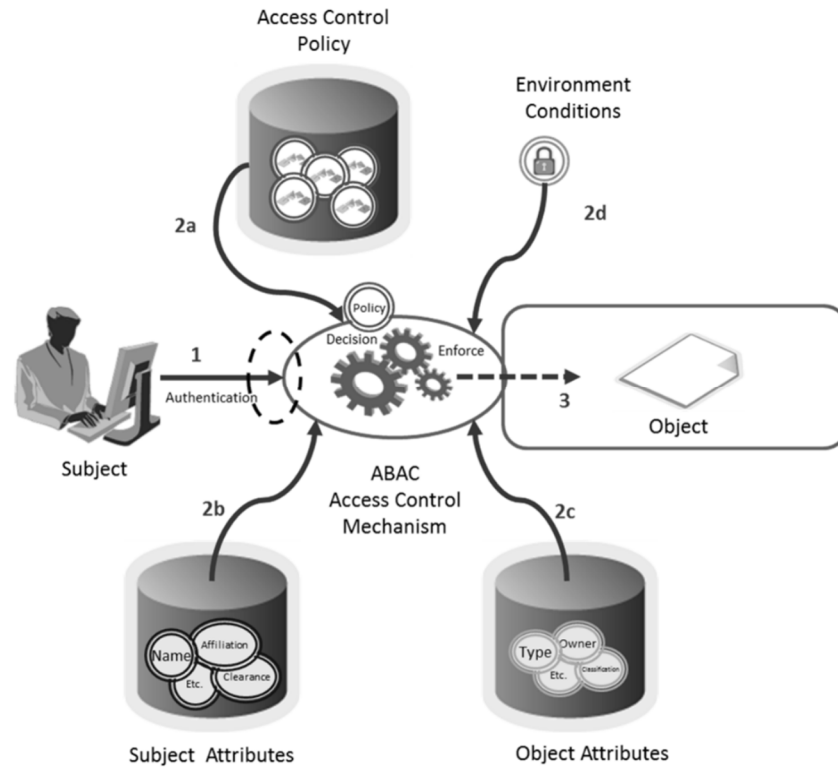 Access Control
Policy
Environment
Conditions
2a
2d
Policy
Decision
Enforce
1
Authentication
3
Object
Subject
ABAC
Access Control
Mechanism
2b
2c
Name
Affiliation
Etc.
Clearance
Type
Owner
Etc.
Classification
Subject Attributes
Object Attributes